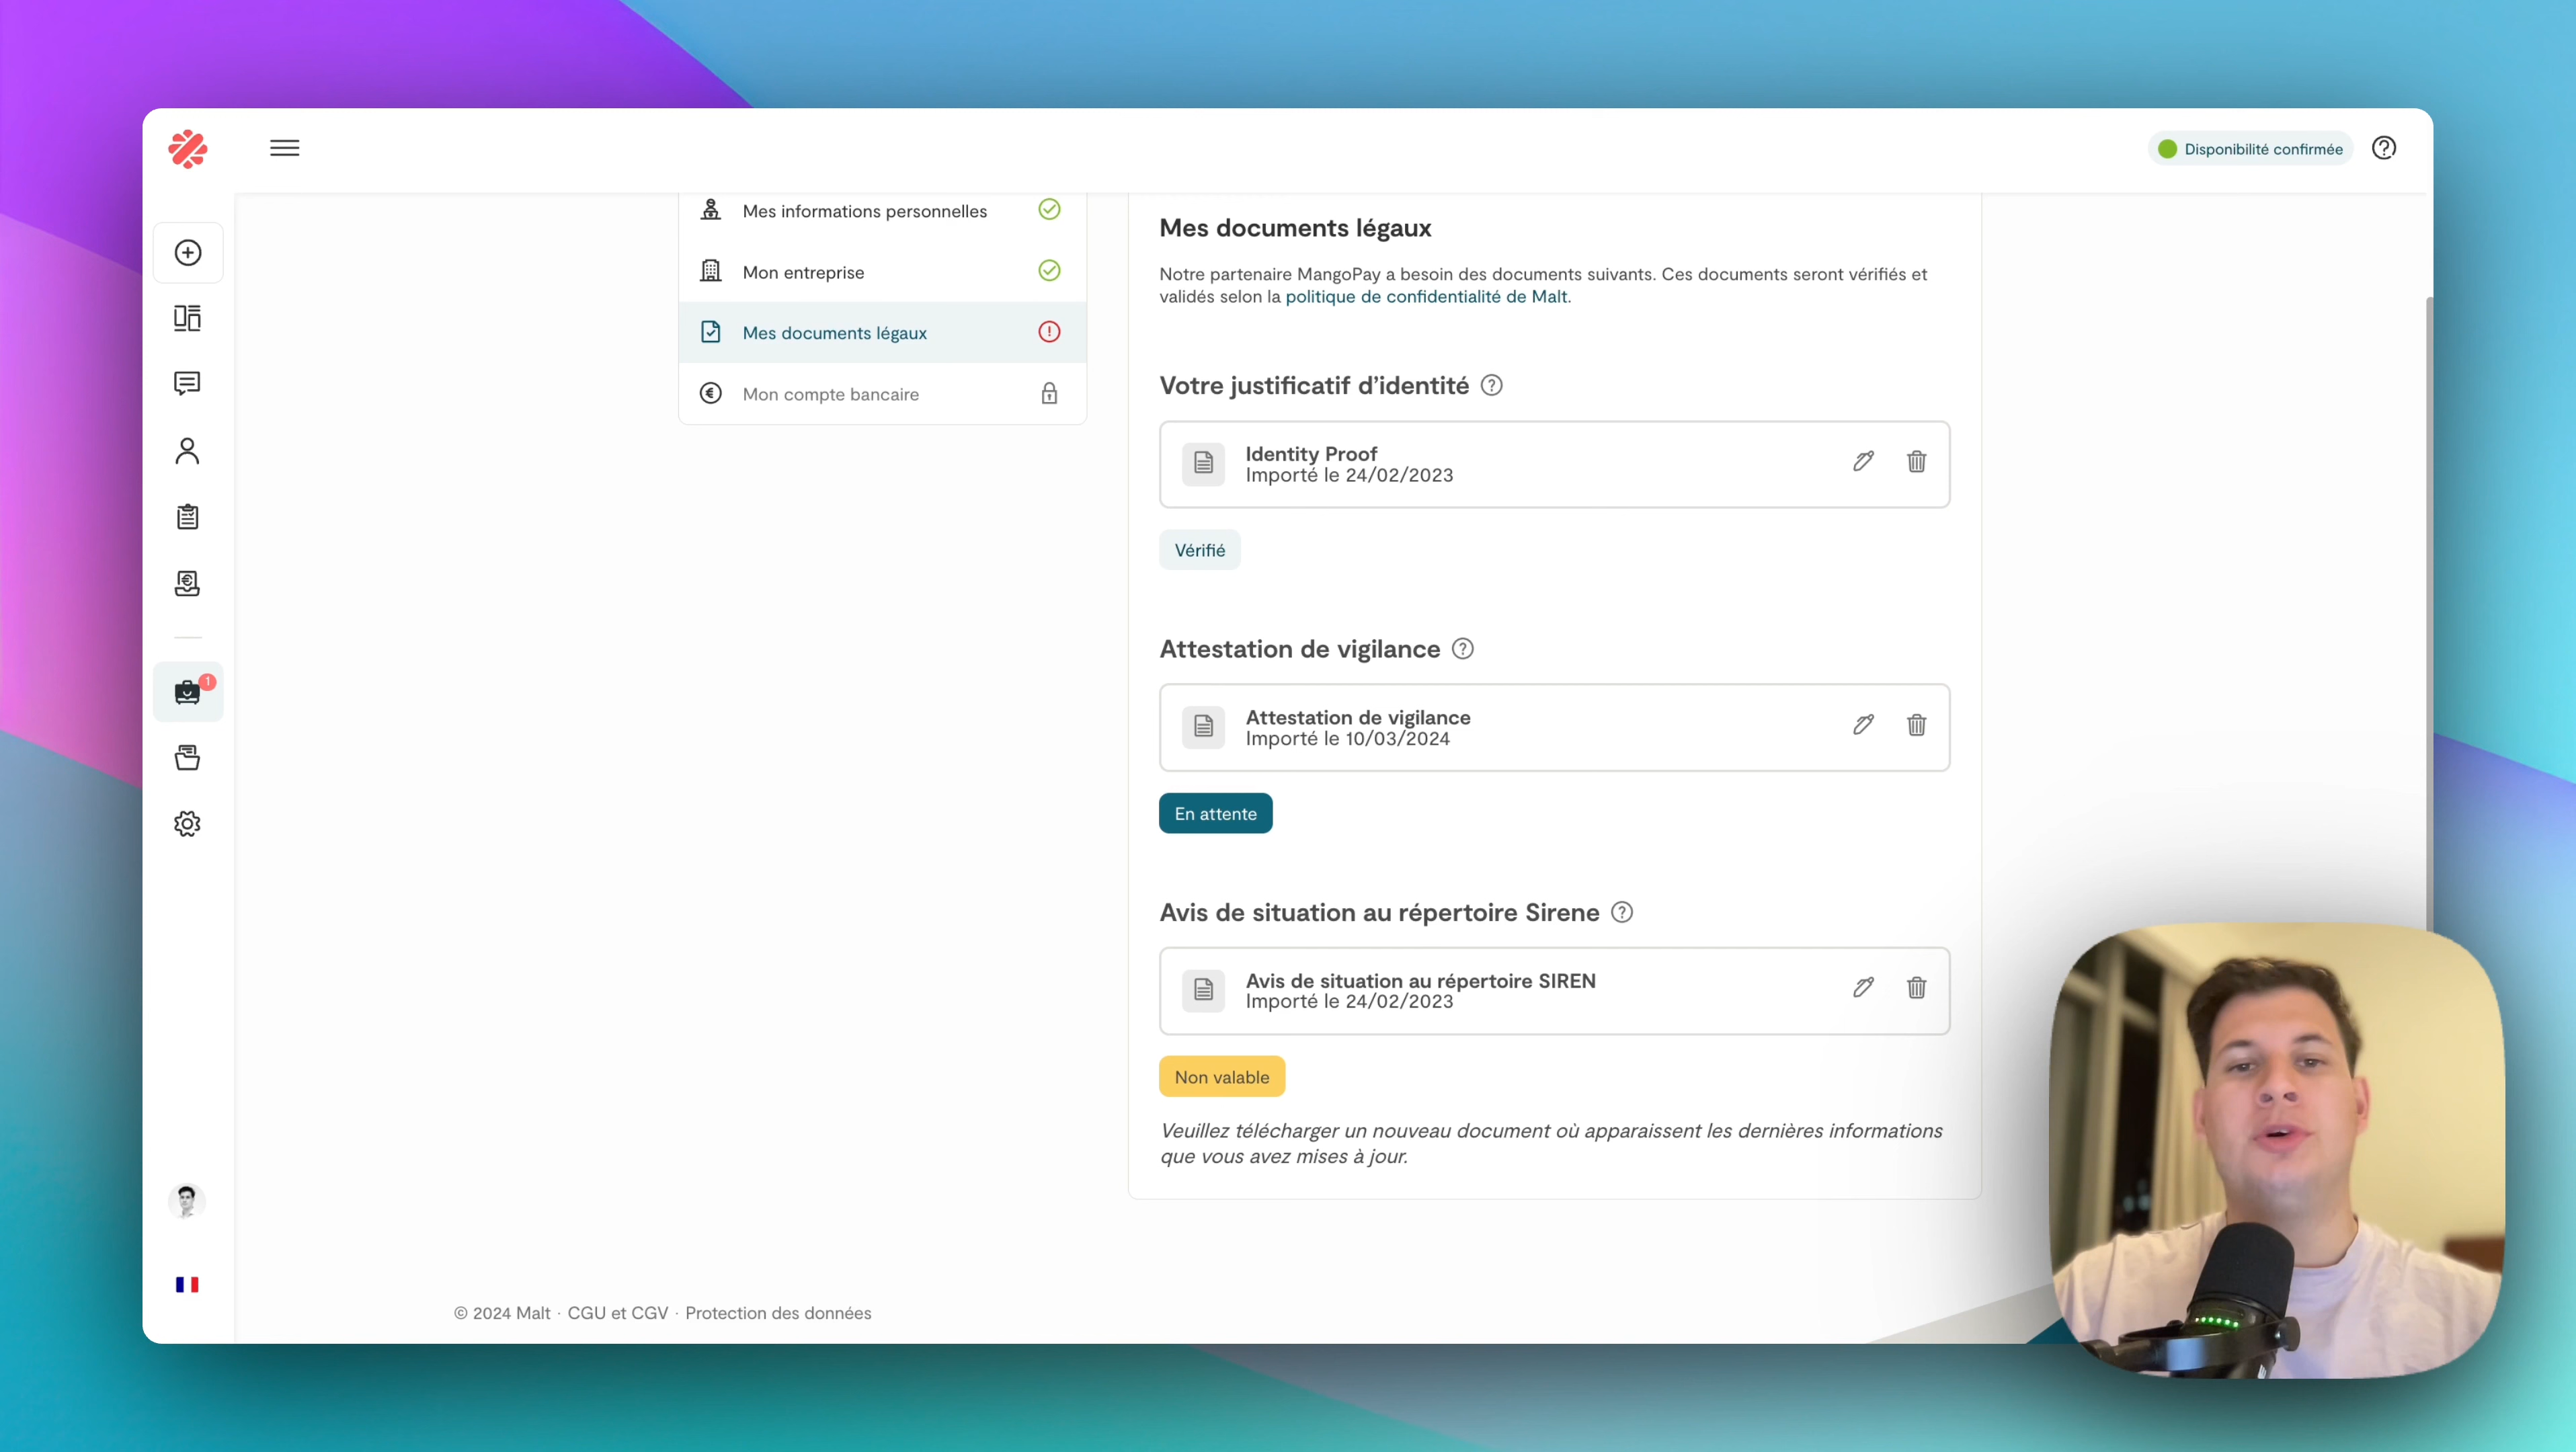 Disponibilité confirmée
Mes informations personnelles
Mon entreprise
Mes documents légaux
Mon compte bancaire
1
Mes documents légaux
Notre partenaire MangoPay a besoin des documents suivants. Ces documents seront vérifiés et
validés selon la politique de confidentialité de Malt.
Votre justificatif d’identité
Identity Proof
Importé le 24/02/2023
Vérifié
Attestation de vigilance
Attestation de vigilance
Importé le 10/03/2024
En attente
Avis de situation au répertoire Sirene
Avis de situation au répertoire SIREN
Importé le 24/02/2023
Non valable
Veuillez télécharger un nouveau document où apparaissent les dernières informations
que vous avez mises à jour.
© 2024 Malt · CGU et CGV · Protection des données